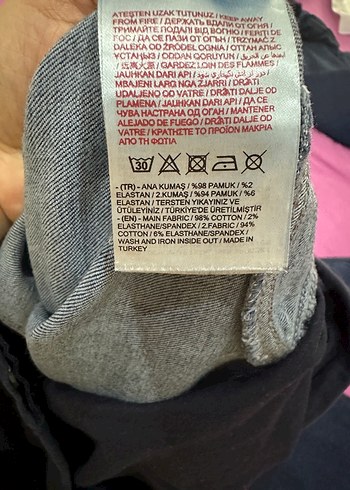 ATEŞTEN UZAK TUTUNUZ / KEEP AWAY
FROM FIRE / ДЕРЖАТЬ ВДАЛИ ОТ ОГНЯ /
ТРИМАЙТЕ ПОДАЛІ ВІД ВОГНЮ / FERIȚI DE
FOC / ДА СЕ ПАЗИ ОТ ОГЪН / TRZYMAĆ Z
DALEKA OD ŹRÓDEŁ OGNIA / ОТТАН АЛЫС
ҰСТАҢЫЗ / ODDAN QORUYUN /
GARDEZ LOIN DES FLAMMES /
JAUHKAN DARI API / دور از آتش نگهداری شود /
MBAJENI LARG NGA ZJARRI / DRŽATI
UDALJENO OD VATRE / DRŽATI DALJE OD
PLAMENA / JAUHKAN DARI API / ДА СЕ
ЧУВА НАСТРАНА ОД ОГАН / MANTENER
ALEJADO DE FUEGO / DRŽATI DALJE OD
VATRE / ΚΡΑΤΗΣΤΕ ΤΟ ΠΡΟΪΟΝ ΜΑΚΡΙΑ
ΑΠΟ ΤΗ ΦΩΤΙΑ
30
- (TR) - ANA KUMAŞ / %98 PAMUK / %2
ELASTAN / 2.KUMAŞ / %94 PAMUK / %6
ELASTAN / TERSTEN YIKAYINIZ VE
ÜTÜLEYİNİZ / TÜRKİYE'DE ÜRETİLMİŞTİR
- (EN) - MAIN FABRIC / 98% COTTON / 2%
ELASTHANE/SPANDEX / 2.FABRIC / 94%
COTTON / 6% ELASTHANE/SPANDEX /
WASH AND IRON INSIDE OUT / MADE IN
TURKEY